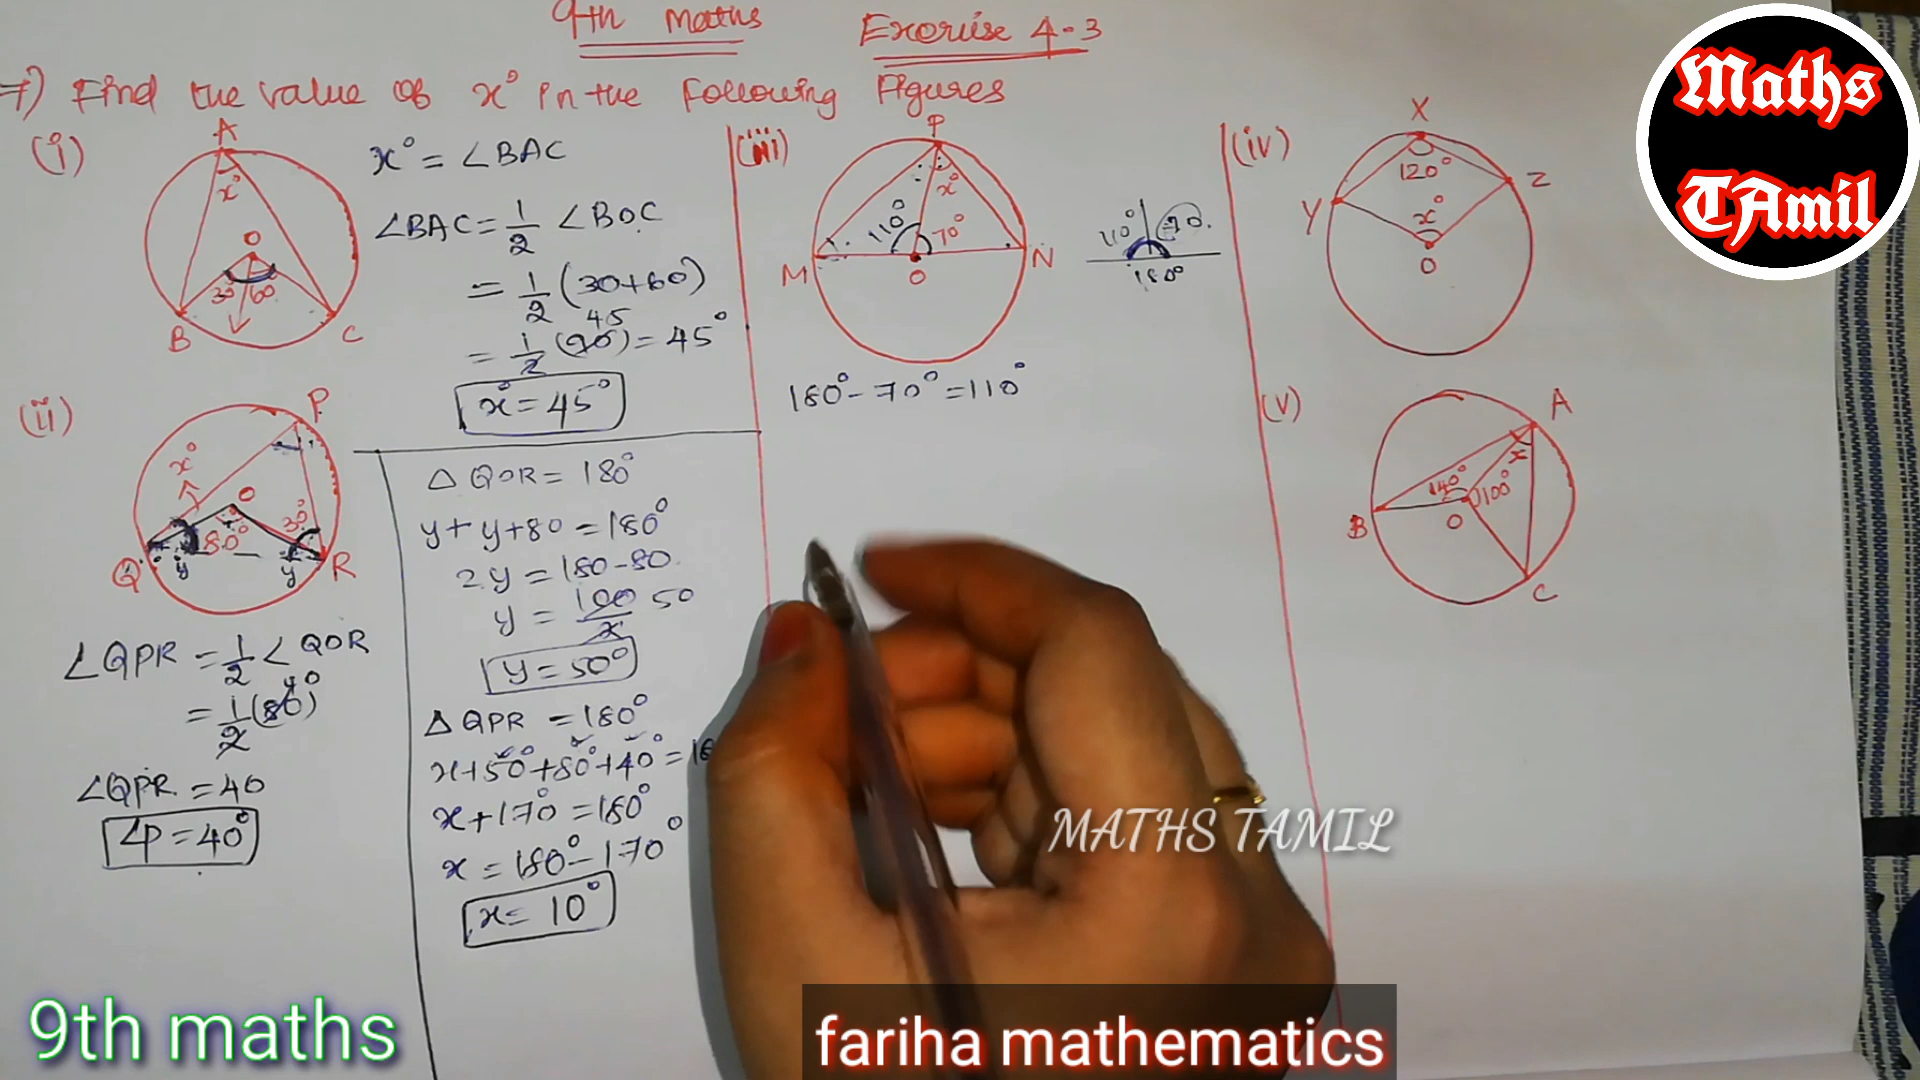 9th maths Exercise 4.3
7) Find the value of x° in the following Figures
(i)
A
x°
O
30 60°
B
C
x° = ∠BAC
∠BAC = 1/2 ∠BOC
= 1/2 (30+60)
45
= 1/2 (90) = 45°
x° = 45°
(ii)
P
x°
O
80°
30°
Q
y
y
R
∠QPR = 1/2 ∠QOR
40
= 1/2 (80)
∠QPR = 40
∠P = 40°
△ QOR = 180°
y + y + 80 = 180°
2y = 180-80
y = 100/2 50
y = 50°
△ QPR = 180°
x+50°+80°+40° = 18
x+170° = 180°
x = 180°-170°
x = 10°
(iii)
P
x°
110°
70°
M
O
N
110° 70.
180°
180°-70° = 110°
(iv)
X
120°
Y
Z
x°
O
(v)
A
x
140°
100°
B
O
C
Maths
TAmil
MATHS TAMIL
9th maths
fariha mathematics